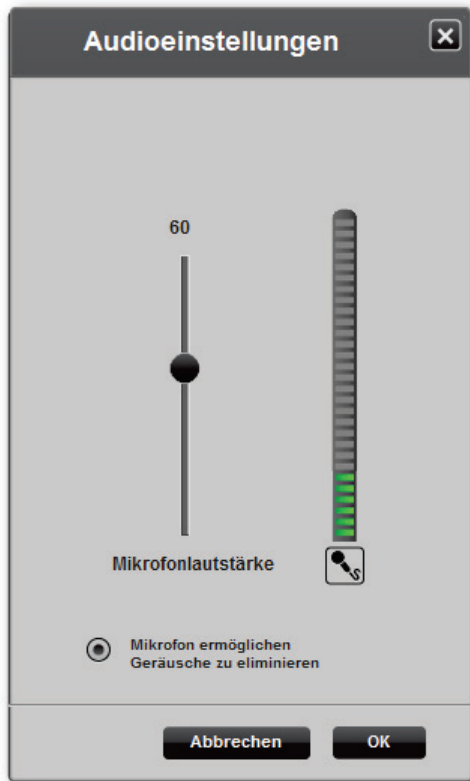 Audioeinstellungen
60
Mikrofonlautstärke
Mikrofon ermöglichen
Geräusche zu eliminieren
Abbrechen
OK